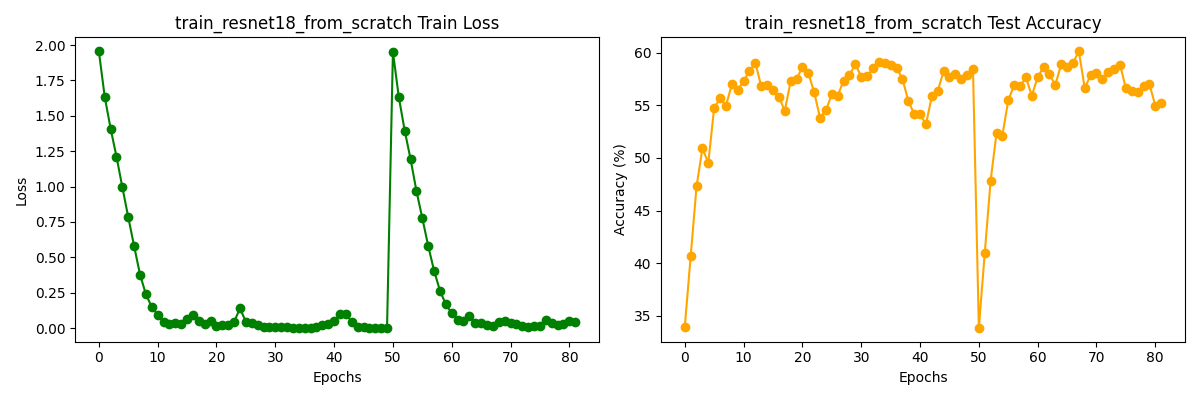 train_resnet18_from_scratch Train Loss
Loss
2.00
1.75
1.50
1.25
1.00
0.75
0.50
0.25
0.00
0 10 20 30 40 50 60 70 80
Epochs
train_resnet18_from_scratch Test Accuracy
Accuracy (%)
60
55
50
45
40
35
0 10 20 30 40 50 60 70 80
Epochs